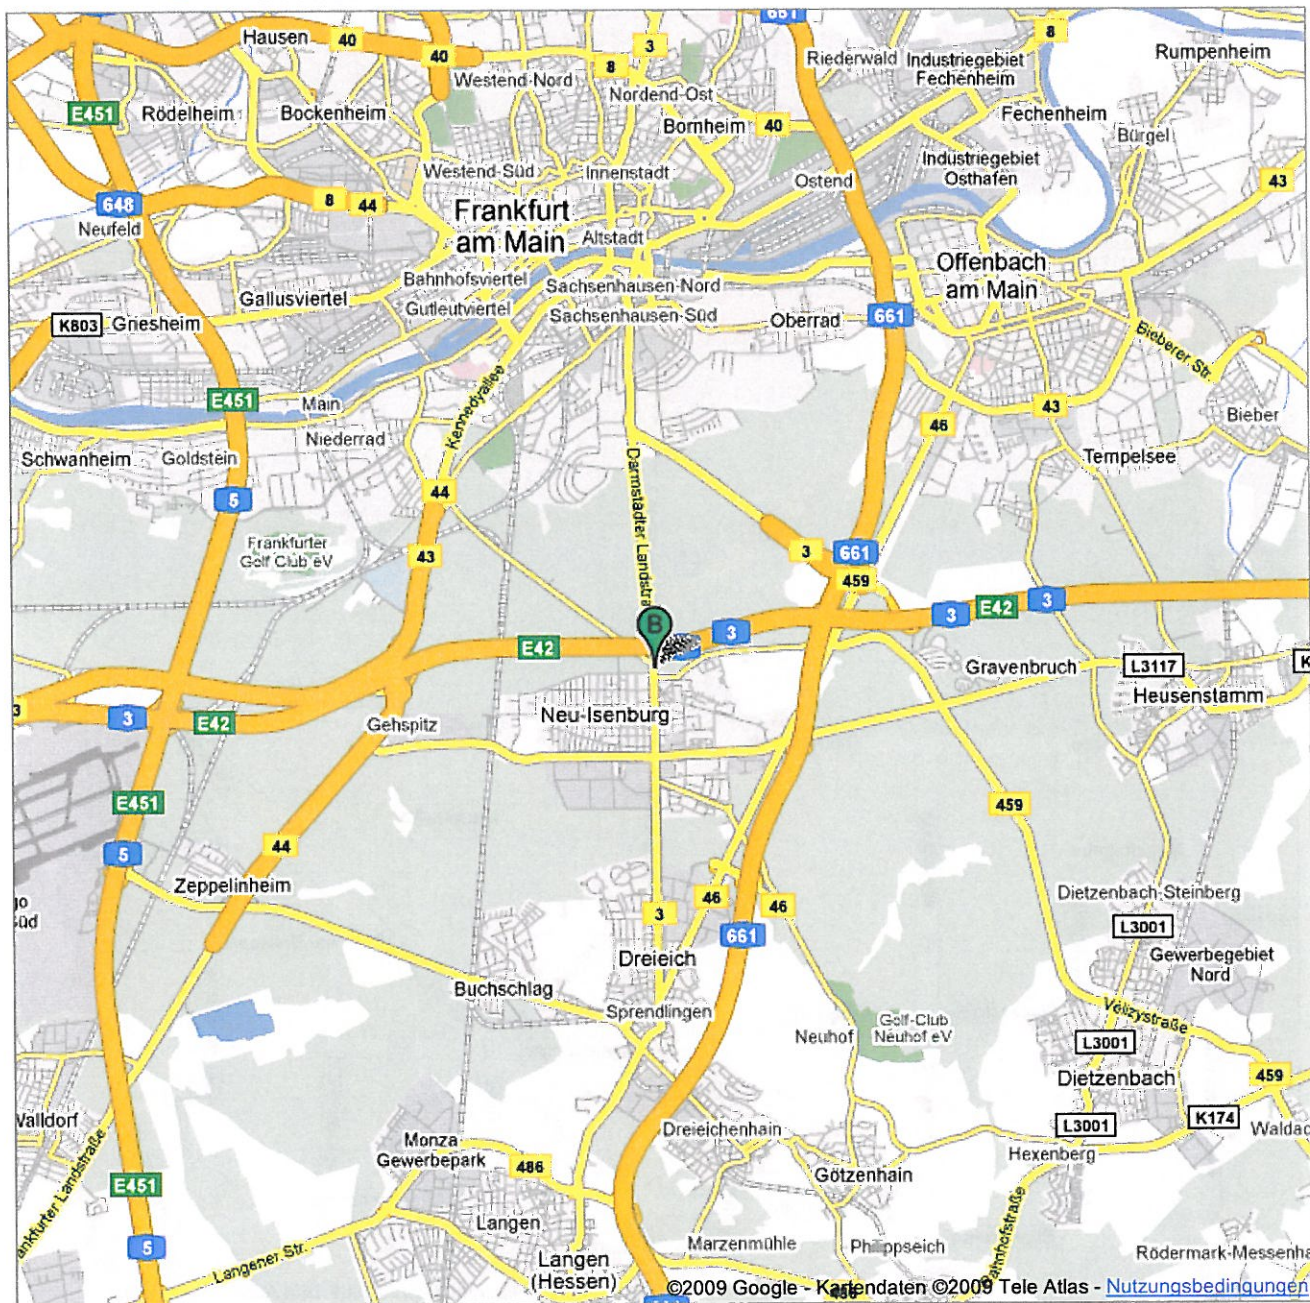 661
Hausen
40
40
3
8
Riederwald
Industriegebiet
Fechenheim
8
Rumpenheim
Westend-Nord
Nordend-Ost
E451
Rödelheim
Bockenheim
Bornheim
40
Fechenheim
Bürgel
Westend-Süd
Innenstadt
Ostend
Industriegebiet
Osthafen
43
648
Neufeld
8
44
Frankfurt
am Main
Altstadt
Offenbach
am Main
Bahnhofsviertel
Sachsenhausen-Nord
Gallusviertel
Gutleutviertel
Sachsenhausen-Süd
K803
Griesheim
Oberrad
661
Bieberer Str.
E451
Main
Kennedyallee
43
Bieber
Niederrad
46
Schwanheim
Goldstein
Tempelsee
5
44
Darmstädter Landstra
Frankfurter
Golf Club eV
43
3
661
459
B
E42
3
3
E42
3
Gravenbruch
L3117
K
Heusenstamm
3
3
E42
Gehspitz
Neu-Isenburg
E451
459
5
44
Zeppelinheim
go
Süd
46
46
3
661
Dietzenbach-Steinberg
L3001
Gewerbegebiet
Nord
Dreieich
Buchschlag
Sprendlingen
Neuhof
Golf-Club
Neuhof eV
Vélizystraße
L3001
Dietzenbach
459
Walldorf
Monza
Gewerbepark
486
Dreieichenhain
L3001
K174
Waldac
Hexenberg
Götzenhain
E451
ankfurter Landstraße
Langen
Bahnhofstraße
5
Langener Str.
Langen
(Hessen)
Marzenmühle
Philippseich
Rödermark-Messenha
©2009 Google - Kartendaten ©2009 Tele Atlas - Nutzungsbedingungen